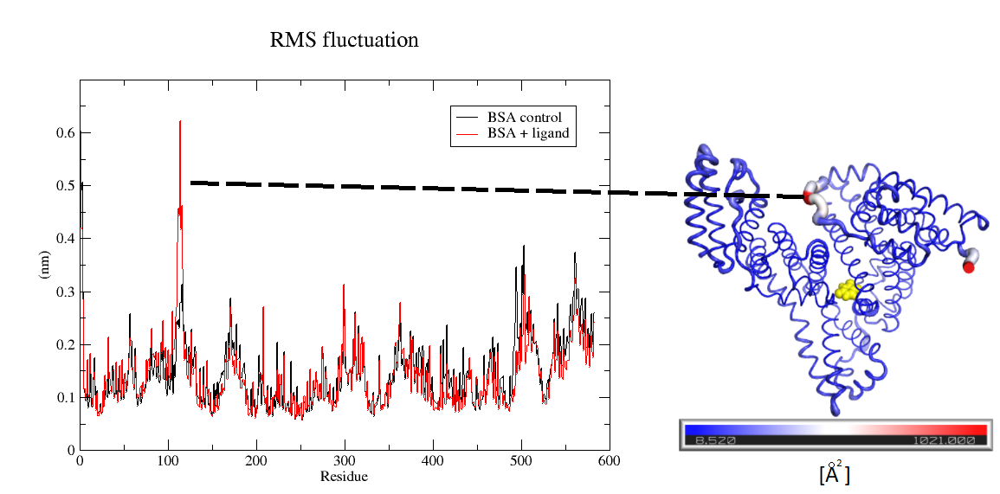 RMS fluctuation
BSA control
BSA + ligand
0.6
0.5
0.4
0.3
0.2
0.1
0
(nm)
0 100 200 300 400 500 600
Residue
8.520 1021.000
[Å²]